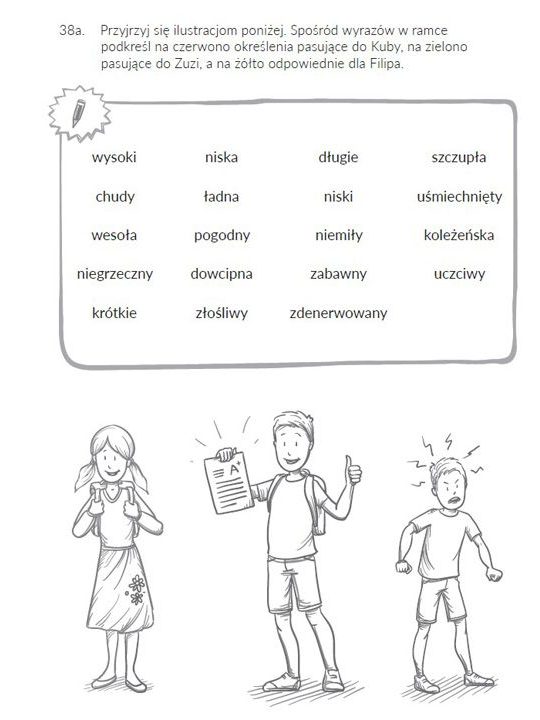 38a. Przyjrzyj się ilustracjom poniżej. Spośród wyrazów w ramce
podkreśl na czerwono określenia pasujące do Kuby, na zielono
pasujące do Zuzi, a na żółto odpowiednie dla Filipa.
wysoki niska długie szczupła
chudy ładna niski uśmiechnięty
wesoła pogodny niemiły koleżeńska
niegrzeczny dowcipna zabawny uczciwy
krótkie złośliwy zdenerwowany
A+